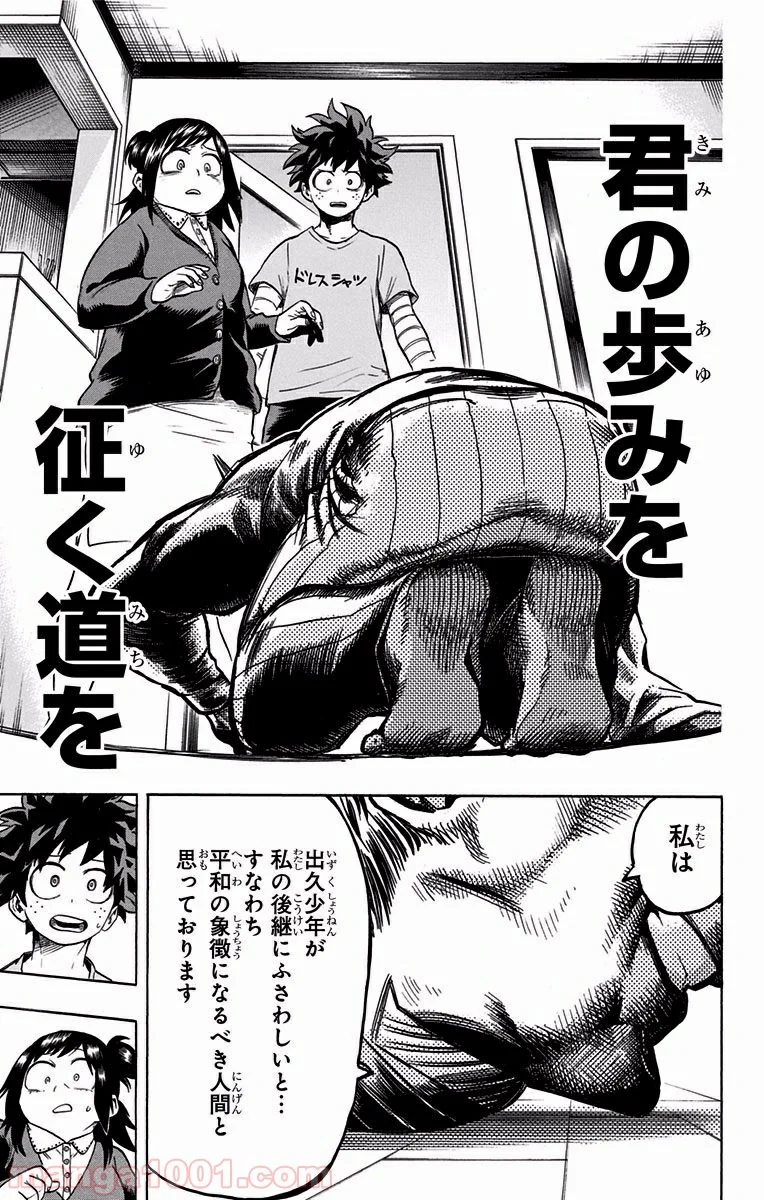 君の歩みを
征く道を
ドレスシャツ
私は
出久少年が
私の後継にふさわしいと…
すなわち
平和の象徴になるべき人間と
思っております
manga1001.com